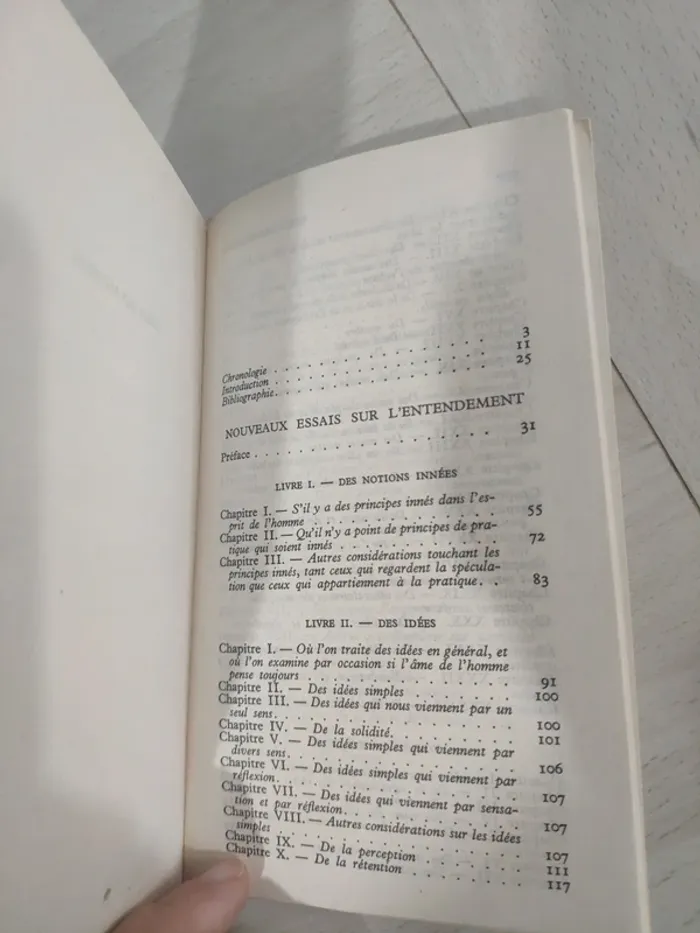 Chronologie . . . . . . . . . . . . . . . . 3
Introduction . . . . . . . . . . . . . . . . 11
Bibliographie. . . . . . . . . . . . . . . . 25
NOUVEAUX ESSAIS SUR L'ENTENDEMENT
Préface . . . . . . . . . . . . . . . . 31
LIVRE I. — DES NOTIONS INNÉES
Chapitre I. — S'il y a des principes innés dans l'es-
prit de l'homme . . . . . . . . . . . . 55
Chapitre II. — Qu'il n'y a point de principes de pra-
tique qui soient innés . . . . . . . . . . 72
Chapitre III. — Autres considérations touchant les
principes innés, tant ceux qui regardent la spécula-
tion que ceux qui appartiennent à la pratique. . 83
LIVRE II. — DES IDÉES
Chapitre I. — Où l'on traite des idées en général, et
où l'on examine par occasion si l'âme de l'homme
pense toujours . . . . . . . . . . . . 91
Chapitre II. — Des idées simples . . . . . . 100
Chapitre III. — Des idées qui nous viennent par un
seul sens. . . . . . . . . . . . . . 100
Chapitre IV. — De la solidité. . . . . . . . 101
Chapitre V. — Des idées simples qui viennent par
divers sens. . . . . . . . . . . . . 106
Chapitre VI. — Des idées simples qui viennent par
réflexion. . . . . . . . . . . . . . 107
Chapitre VII. — Des idées qui viennent par sensa-
tion et par réflexion. . . . . . . . . . 107
Chapitre VIII. — Autres considérations sur les idées
simples . . . . . . . . . . . . . . 107
Chapitre IX. — De la perception . . . . . . 111
Chapitre X. — De la rétention . . . . . . . 117